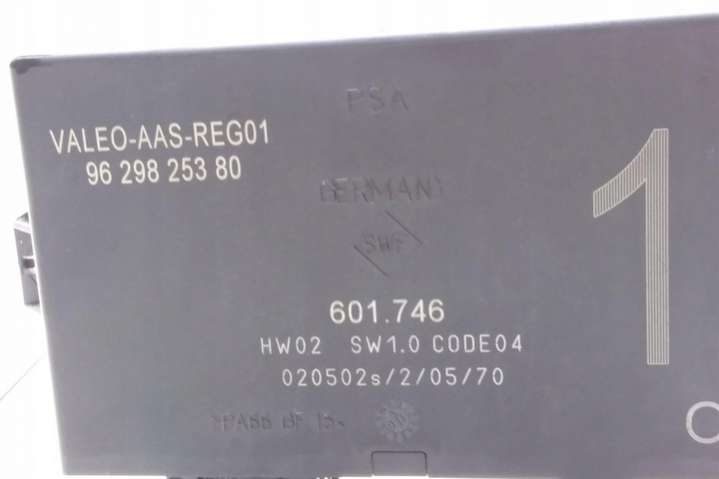 PSA
VALEO-AAS-REG01
96 298 253 80
GERMANY
SWF
1
601.746
HW02 SW1.0 CODE04
020502s/2/05/70